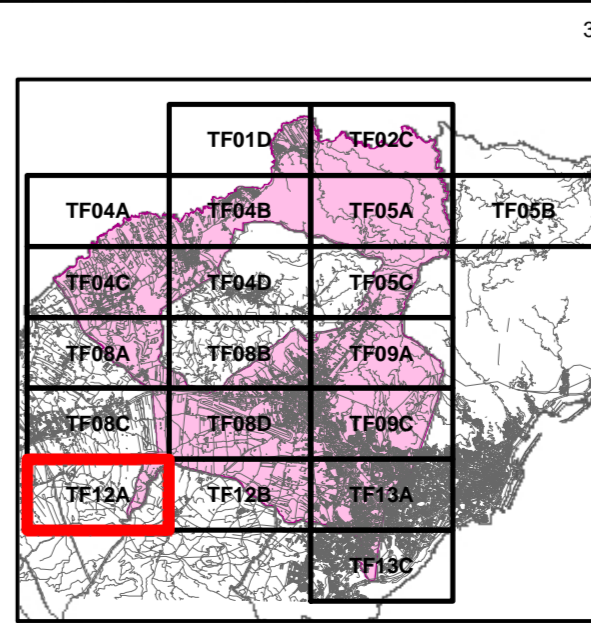 3
TF01D TF02C
TF04A TF04B TF05A TF05B
TF04C TF04D TF05C
TF08A TF08B TF09A
TF08C TF08D TF09C
TF12A TF12B TF13A
TF13C